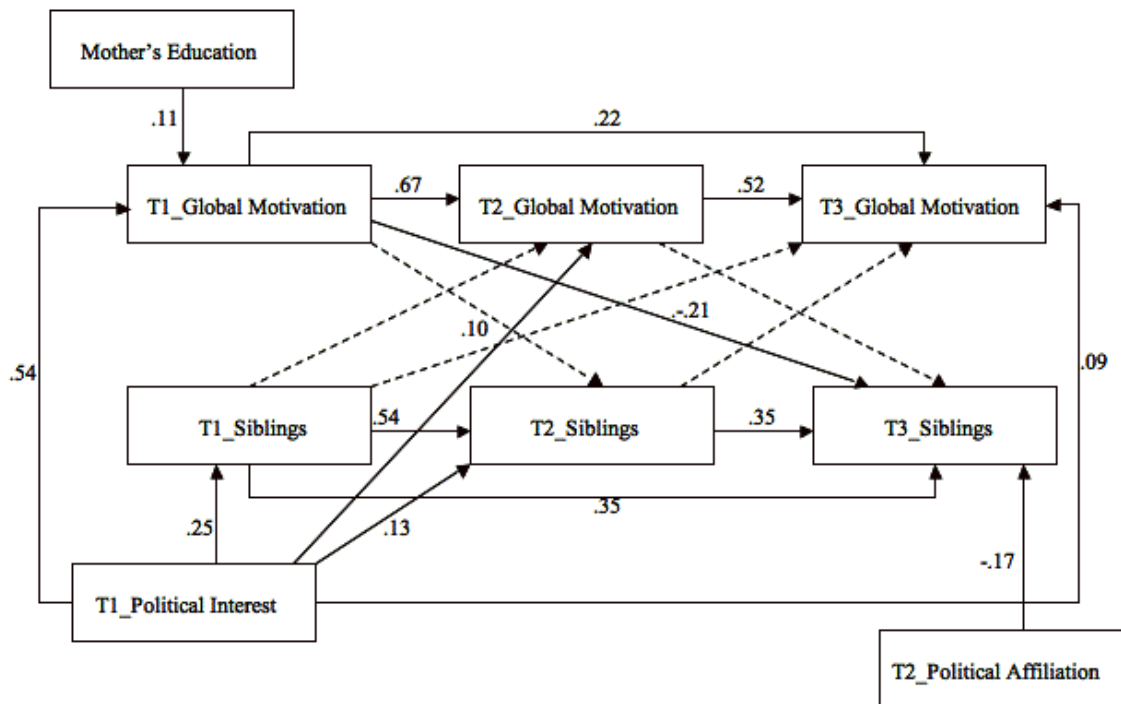 Mother's Education
.11
.22
T1_Global Motivation
.67
T2_Global Motivation
.52
T3_Global Motivation
.10
.-.21
.54
.09
T1_Siblings
.54
T2_Siblings
.35
T3_Siblings
.25
.13
.35
-.17
T1_Political Interest
T2_Political Affiliation